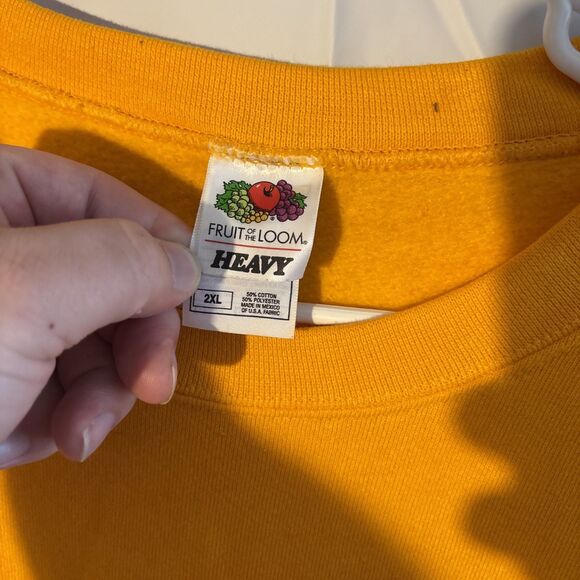 FRUIT OF THE LOOM®
HEAVY
2XL
50% COTTON
50% POLYESTER
MADE IN MEXICO
OF U.S.A. FABRIC